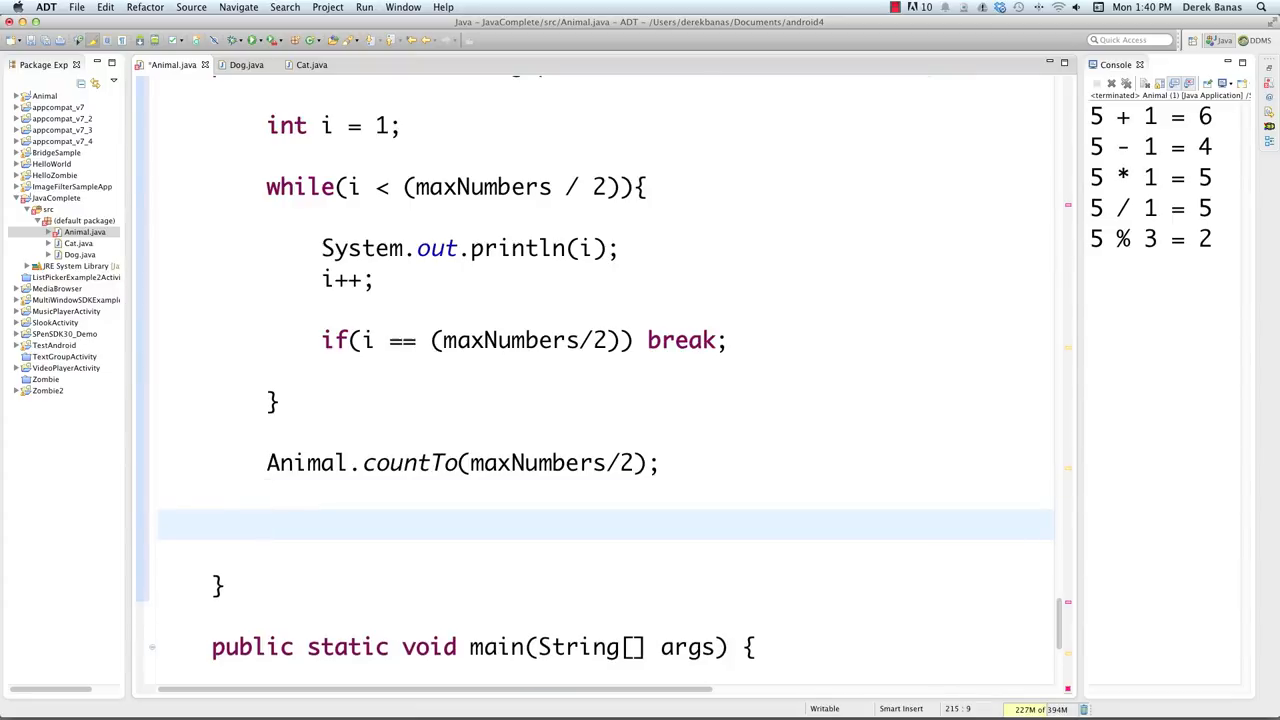 ADT File Edit Refactor Source Navigate Search Project Run Window Help 10 Mon 1:40 PM Derek Banas
Java – JavaComplete/src/Animal.java – ADT – /Users/derekbanas/Documents/android4
Quick Access Java DDMS
Package Exp
Animal
appcompat_v7
appcompat_v7_2
appcompat_v7_3
appcompat_v7_4
BridgeSample
HelloWorld
HelloZombie
ImageFilterSampleApp
JavaComplete
src
(default package)
Animal.java
Cat.java
Dog.java
JRE System Library [Ja
ListPickerExample2Activi
MediaBrowser
MultiWindowSDKExample
MusicPlayerActivity
SlookActivity
SPenSDK30_Demo
TestAndroid
TextGroupActivity
VideoPlayerActivity
Zombie
Zombie2
*Animal.java Dog.java Cat.java
int i = 1;
while(i < (maxNumbers / 2)){
System.out.println(i);
i++;
if(i == (maxNumbers/2)) break;
}
Animal.countTo(maxNumbers/2);
}
public static void main(String[] args) {
Console
<terminated> Animal (1) [Java Application] /S
5 + 1 = 6
5 - 1 = 4
5 * 1 = 5
5 / 1 = 5
5 % 3 = 2
Writable Smart Insert 215 : 9 227M of 394M